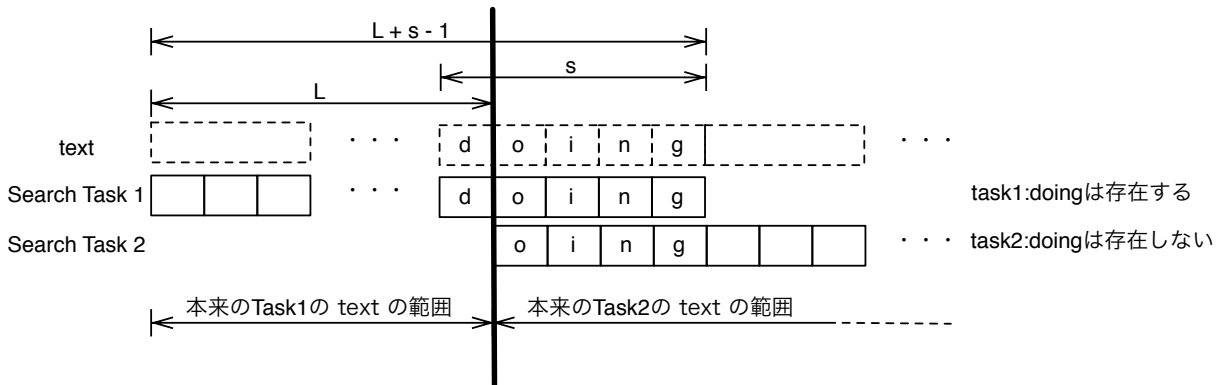 L + s - 1
s
L
text
· · ·
d o i n g
· · ·
Search Task 1
· · ·
d o i n g
task1:doingは存在する
Search Task 2
o i n g
· · ·
task2:doingは存在しない
本来のTask1の text の範囲
本来のTask2の text の範囲